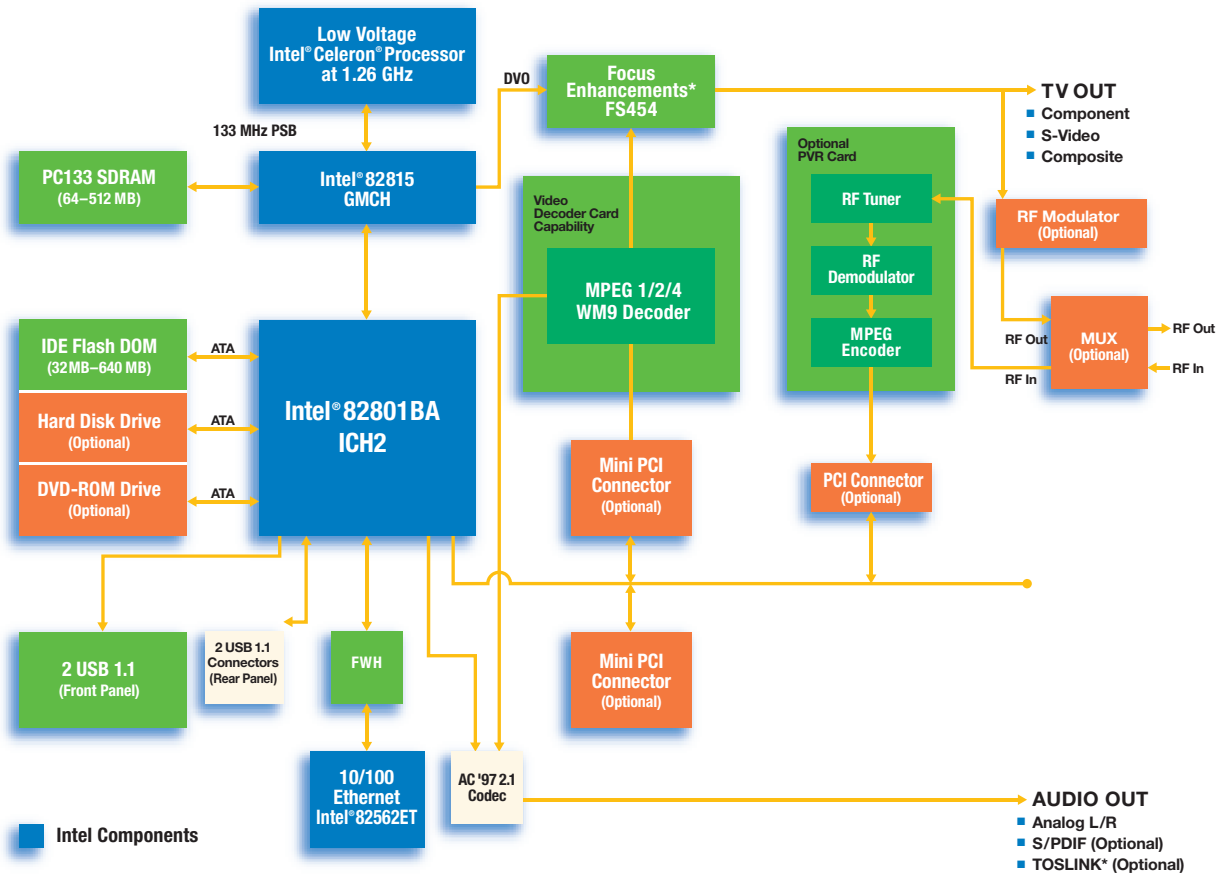 Low Voltage
Intel® Celeron® Processor
at 1.26 GHz
DVO
Focus
Enhancements*
FS454
TV OUT
Component
S-Video
Composite
133 MHz PSB
PC133 SDRAM
(64–512 MB)
Intel® 82815
GMCH
Optional
PVR Card
RF Tuner
RF
Demodulator
MPEG
Encoder
Video
Decoder Card
Capability
MPEG 1/2/4
WM9 Decoder
RF Modulator
(Optional)
RF Out
RF In
MUX
(Optional)
RF Out
RF In
IDE Flash DOM
(32MB–640 MB)
ATA
Hard Disk Drive
(Optional)
ATA
DVD-ROM Drive
(Optional)
ATA
Intel® 82801BA
ICH2
Mini PCI
Connector
(Optional)
PCI Connector
(Optional)
2 USB 1.1
(Front Panel)
2 USB 1.1
Connectors
(Rear Panel)
FWH
Mini PCI
Connector
(Optional)
10/100
Ethernet
Intel® 82562ET
AC '97 2.1
Codec
AUDIO OUT
Analog L/R
S/PDIF (Optional)
TOSLINK* (Optional)
Intel Components